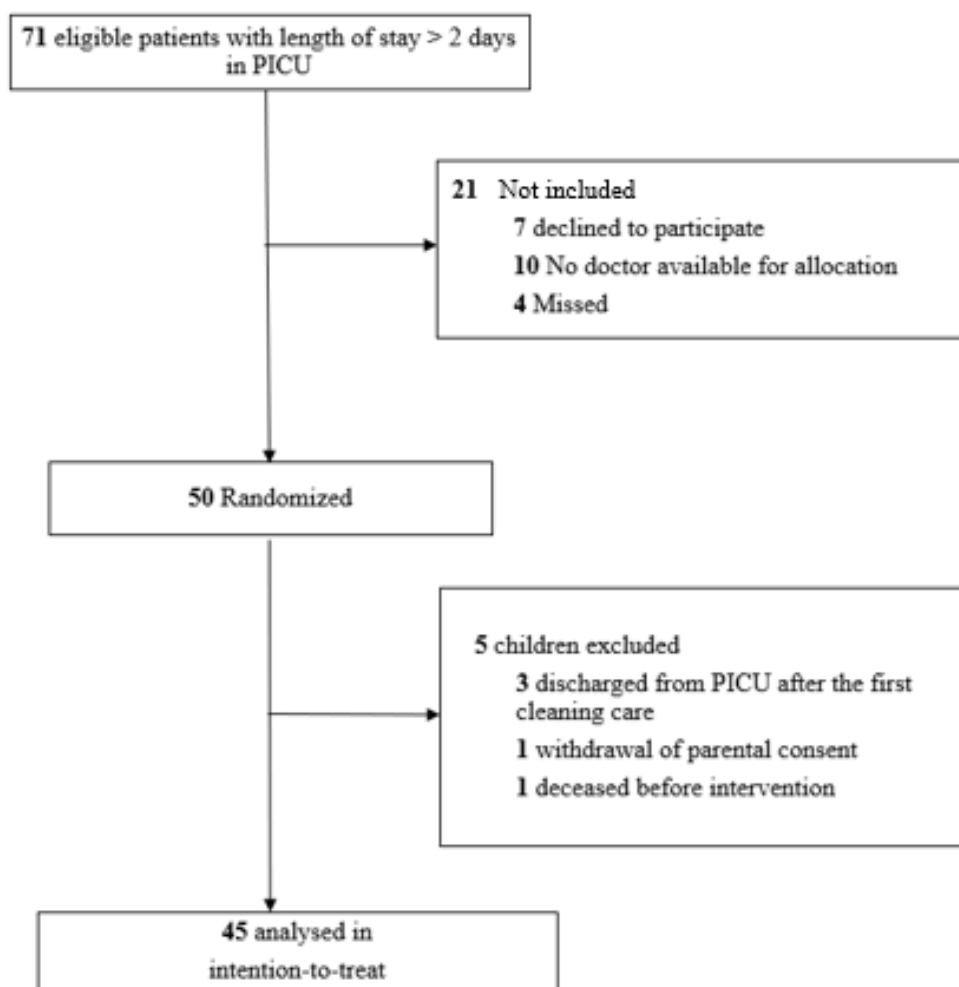 71 eligible patients with length of stay > 2 days
in PICU
21 Not included
7 declined to participate
10 No doctor available for allocation
4 Missed
50 Randomized
5 children excluded
3 discharged from PICU after the first
cleaning care
1 withdrawal of parental consent
1 deceased before intervention
45 analysed in
intention-to-treat